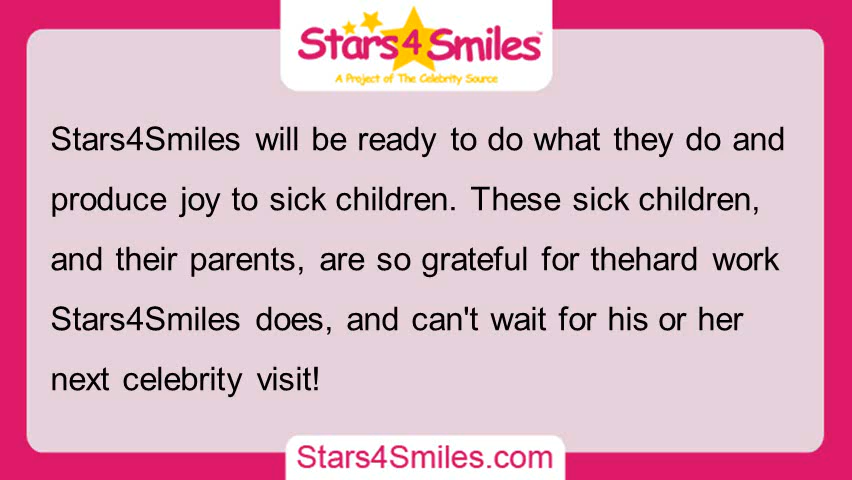 Stars4Smiles™
A Project of The Celebrity Source
Stars4Smiles will be ready to do what they do and
produce joy to sick children. These sick children,
and their parents, are so grateful for thehard work
Stars4Smiles does, and can't wait for his or her
next celebrity visit!
Stars4Smiles.com